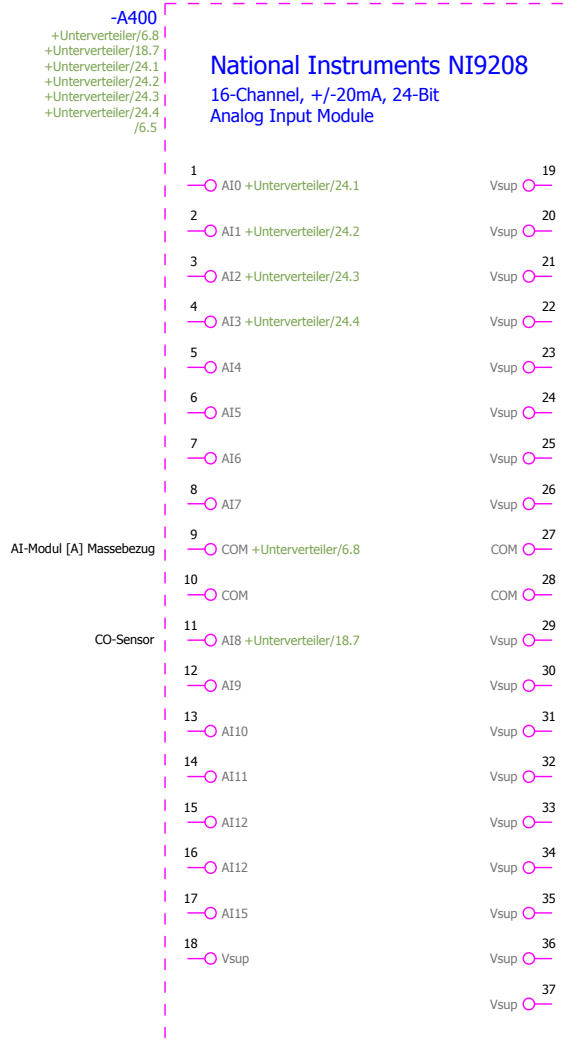 -A400
+Unterverteiler/6.8
+Unterverteiler/18.7
+Unterverteiler/24.1
+Unterverteiler/24.2
+Unterverteiler/24.3
+Unterverteiler/24.4
/6.5
National Instruments NI9208
16-Channel, +/-20mA, 24-Bit
Analog Input Module
1 AI0 +Unterverteiler/24.1 Vsup 19
2 AI1 +Unterverteiler/24.2 Vsup 20
3 AI2 +Unterverteiler/24.3 Vsup 21
4 AI3 +Unterverteiler/24.4 Vsup 22
5 AI4 Vsup 23
6 AI5 Vsup 24
7 AI6 Vsup 25
8 AI7 Vsup 26
AI-Modul [A] Massebezug 9 COM +Unterverteiler/6.8 COM 27
10 COM COM 28
CO-Sensor 11 AI8 +Unterverteiler/18.7 Vsup 29
12 AI9 Vsup 30
13 AI10 Vsup 31
14 AI11 Vsup 32
15 AI12 Vsup 33
16 AI12 Vsup 34
17 AI15 Vsup 35
18 Vsup Vsup 36
Vsup 37